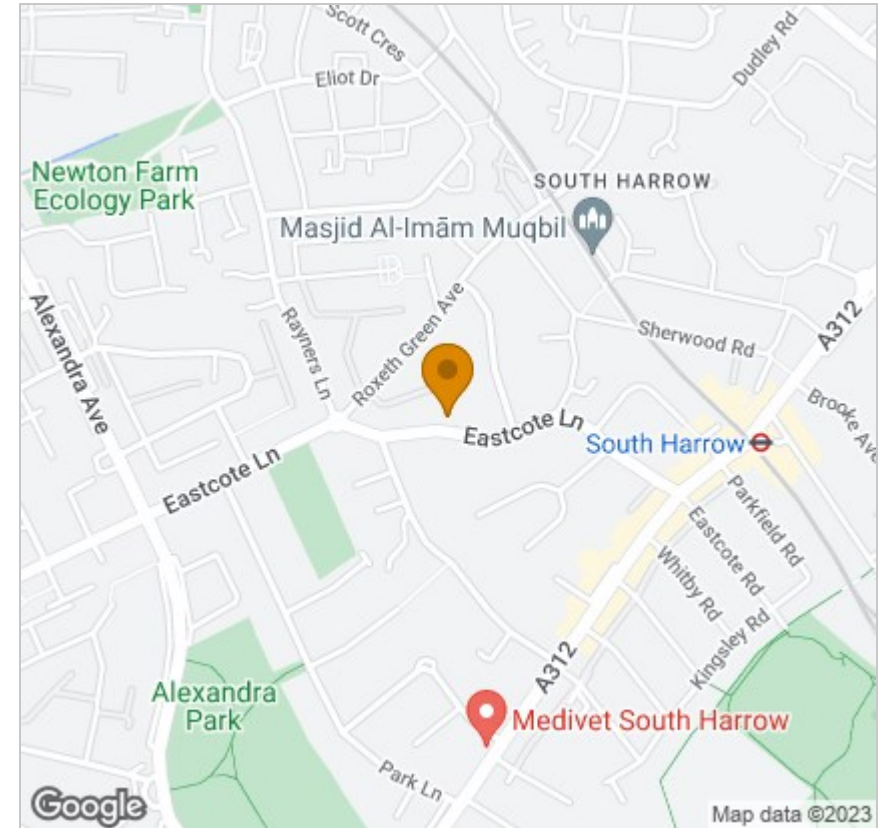 Scott Cres
Dudley Rd
Eliot Dr
Newton Farm
Ecology Park
SOUTH HARROW
Masjid Al-Imām Muqbil
Alexandra Ave
Rayners Ln
Roxeth Green Ave
Sherwood Rd
A312
Brooke Ave
Eastcote Ln
South Harrow
Eastcote Ln
Parkfield Rd
Eastcote Rd
Whitby Rd
Kingsley Rd
A312
Alexandra
Park
Medivet South Harrow
Park Ln
Google
Map data ©2023